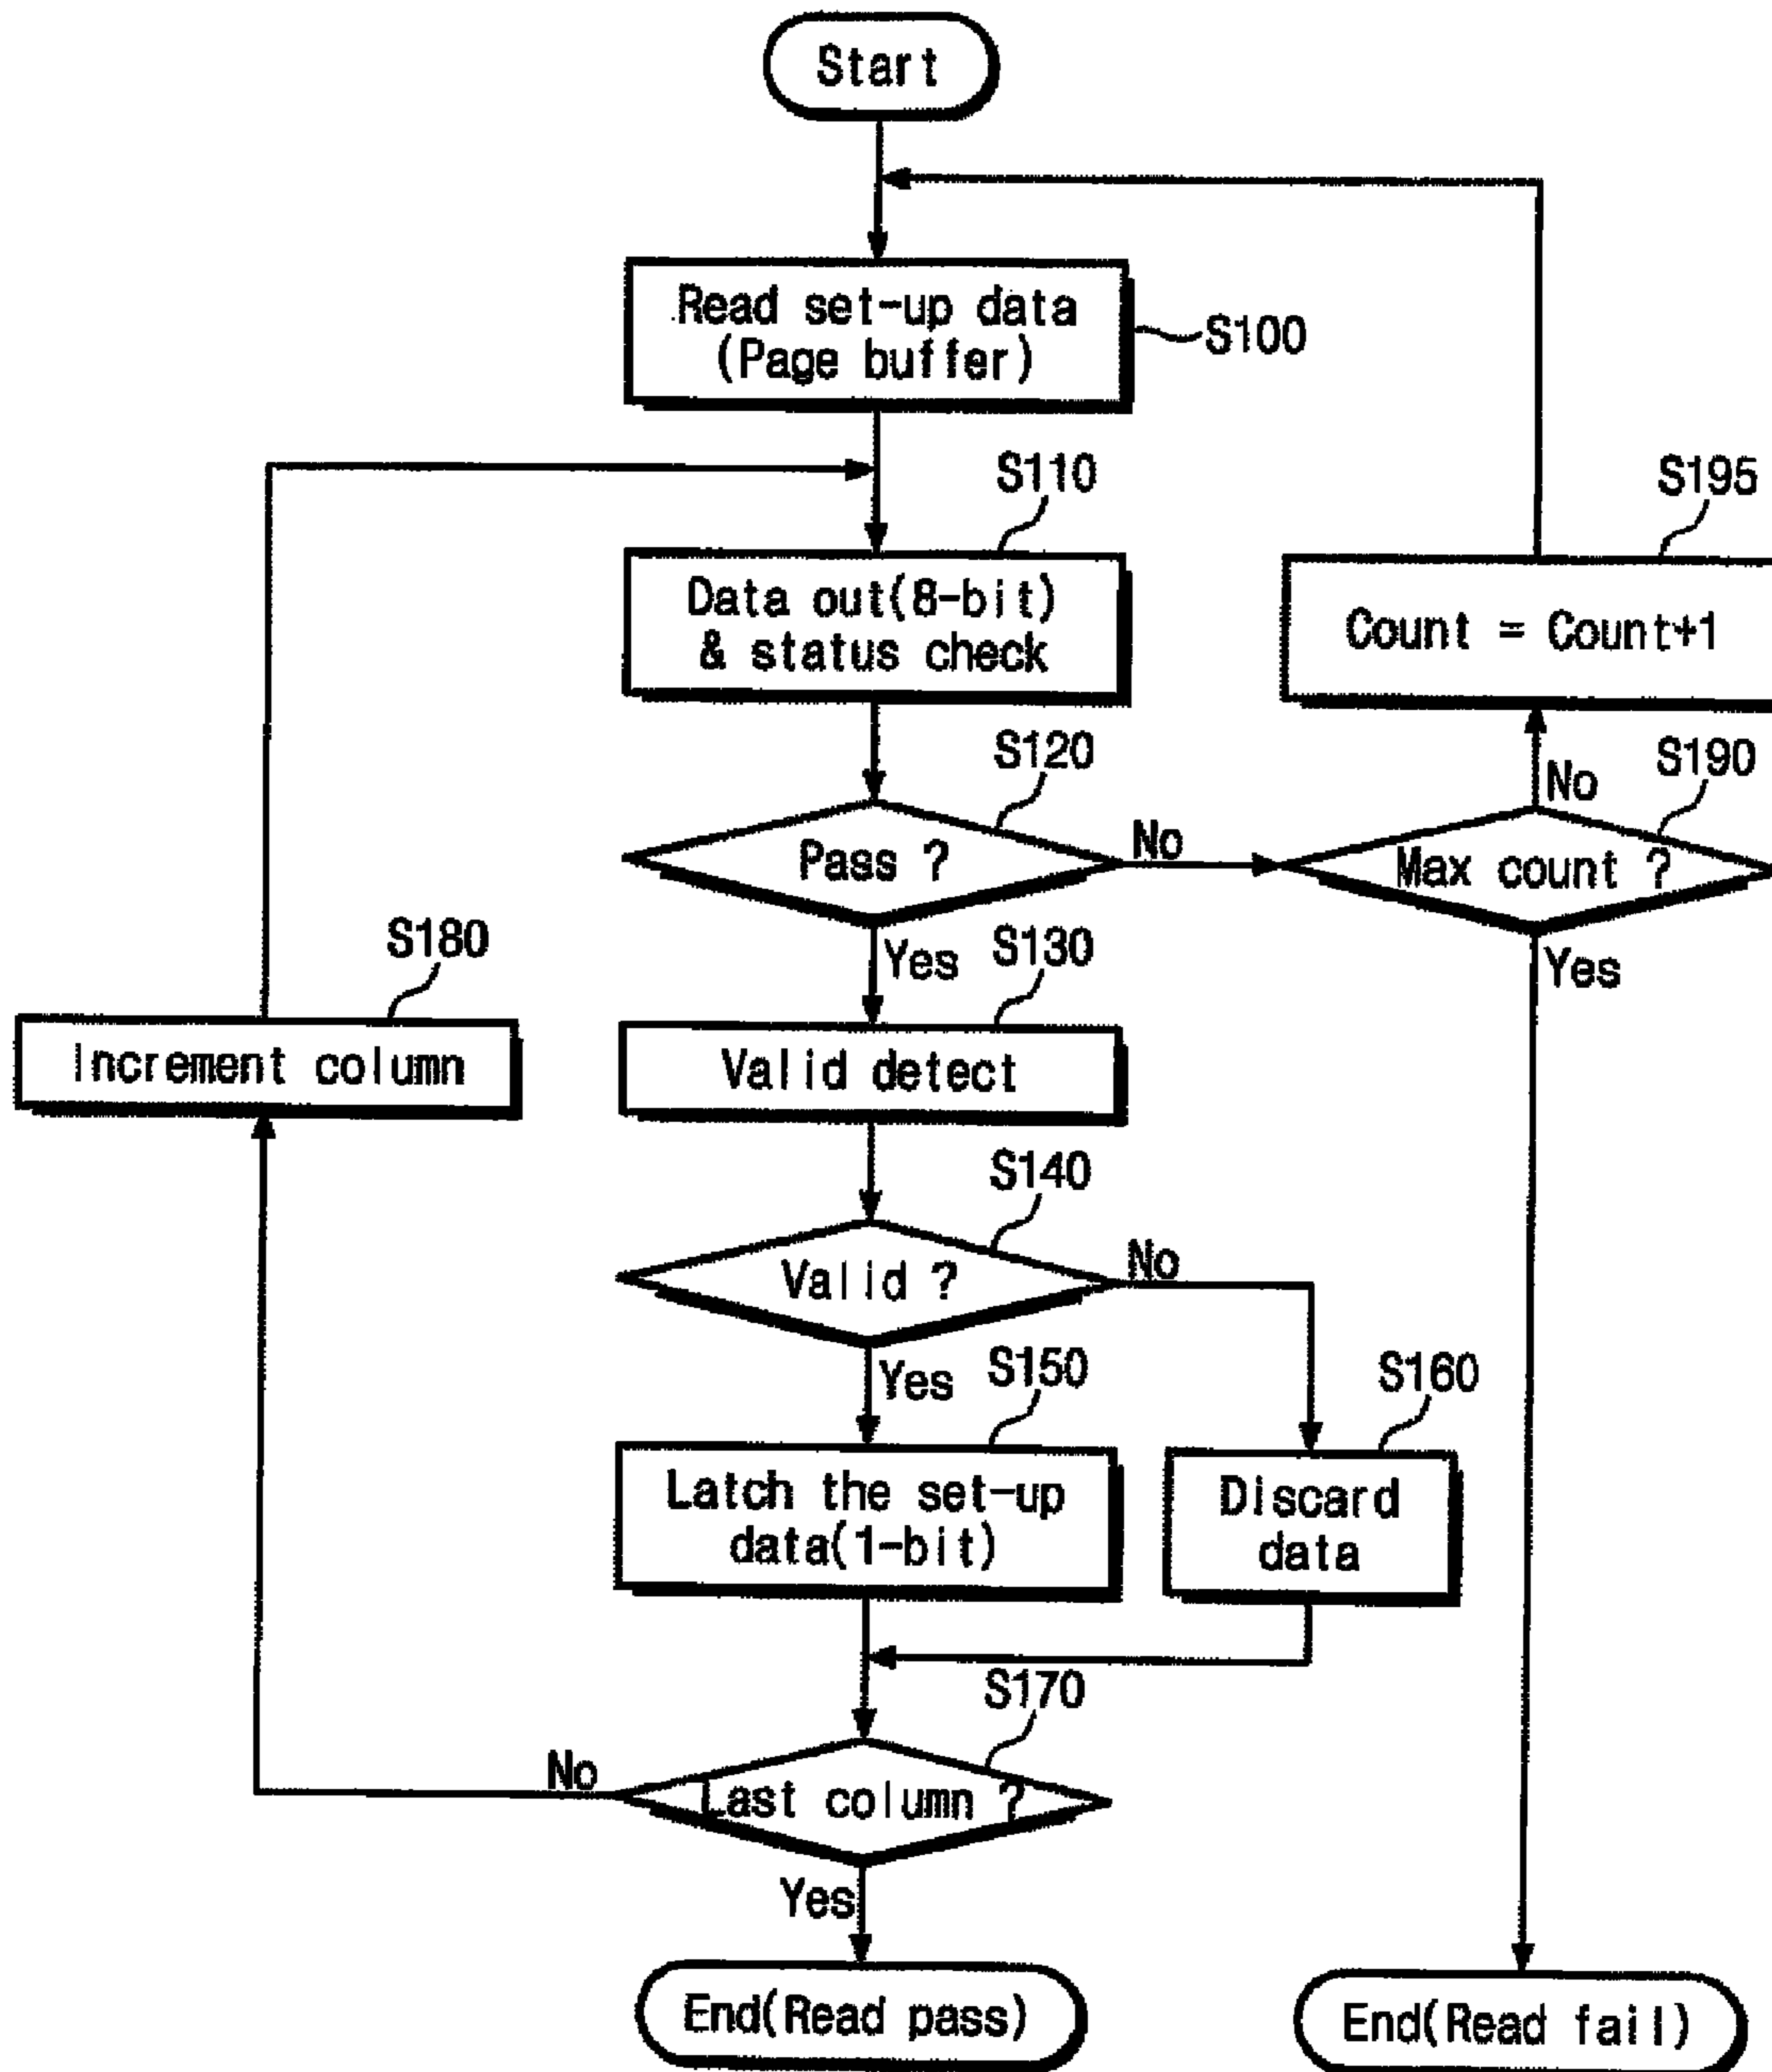 Start
Read set-up data
(Page buffer)
S100
S110
Data out(8-bit)
& status check
S195
Count = Count+1
S120
Pass ?
No
S190
No
Max count ?
Yes
Yes
S130
Valid detect
S180
Increment column
S140
Valid ?
No
Yes
S150
Latch the set-up
data(1-bit)
S160
Discard
data
S170
Last column ?
No
Yes
End(Read pass)
End(Read fail)